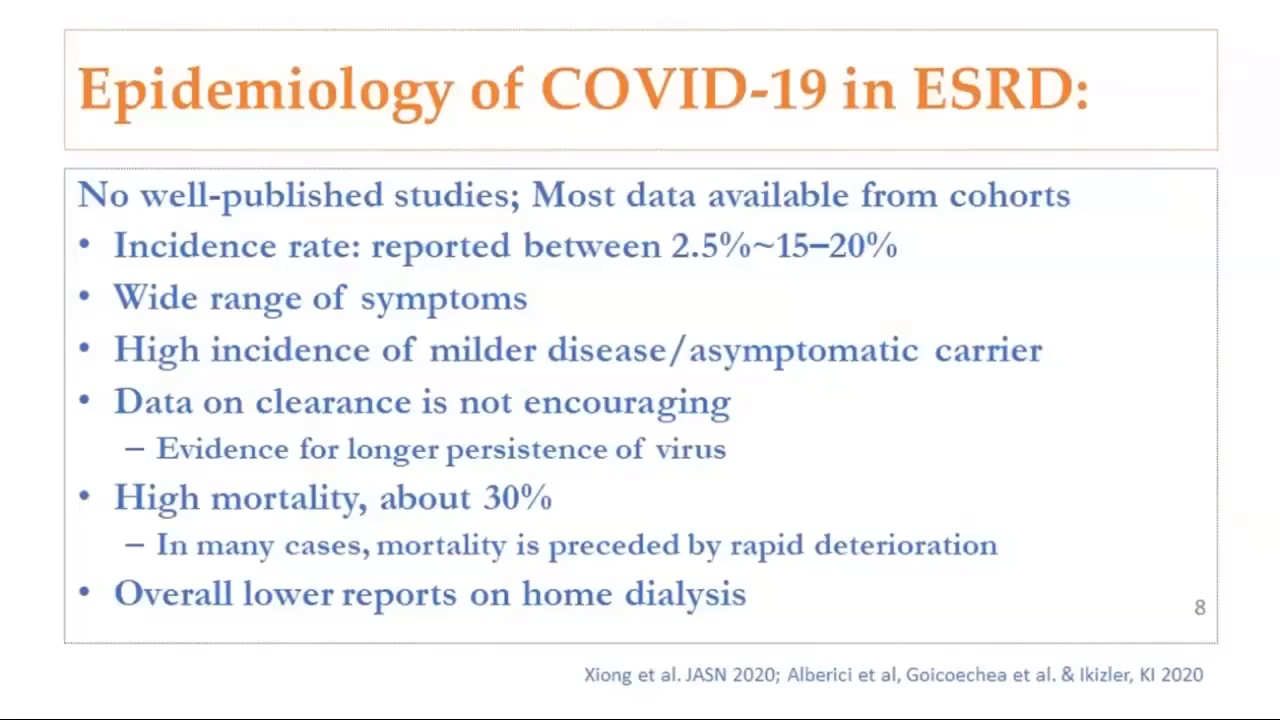 Epidemiology of COVID-19 in ESRD:
No well-published studies; Most data available from cohorts
• Incidence rate: reported between 2.5%~15–20%
• Wide range of symptoms
• High incidence of milder disease/asymptomatic carrier
• Data on clearance is not encouraging
– Evidence for longer persistence of virus
• High mortality, about 30%
– In many cases, mortality is preceded by rapid deterioration
• Overall lower reports on home dialysis
8
Xiong et al. JASN 2020; Alberici et al, Goicoechea et al. & Ikizler, KI 2020